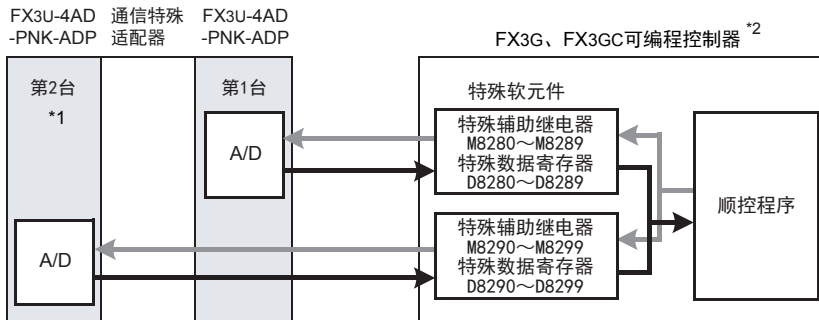 FX3U-4AD
-PNK-ADP
通信特殊
适配器
FX3U-4AD
-PNK-ADP
FX3G、FX3GC可编程控制器 *2
第2台
*1
第1台
特殊软元件
A/D
特殊辅助继电器
M8280～M8289
特殊数据寄存器
D8280～D8289
顺控程序
A/D
特殊辅助继电器
M8290～M8299
特殊数据寄存器
D8290～D8299